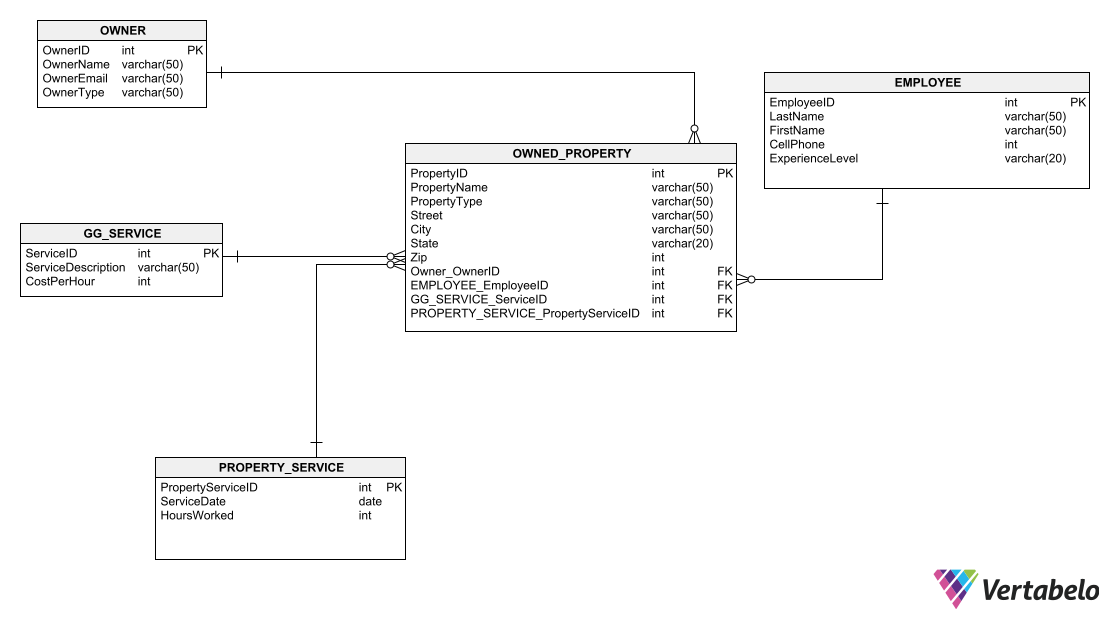 OWNER
OwnerID int PK
OwnerName varchar(50)
OwnerEmail varchar(50)
OwnerType varchar(50)
EMPLOYEE
EmployeeID int PK
LastName varchar(50)
FirstName varchar(50)
CellPhone int
ExperienceLevel varchar(20)
OWNED_PROPERTY
PropertyID int PK
PropertyName varchar(50)
PropertyType varchar(50)
Street varchar(50)
City varchar(50)
State varchar(20)
Zip int
Owner_OwnerID int FK
EMPLOYEE_EmployeeID int FK
GG_SERVICE_ServiceID int FK
PROPERTY_SERVICE_PropertyServiceID int FK
GG_SERVICE
ServiceID int PK
ServiceDescription varchar(50)
CostPerHour int
PROPERTY_SERVICE
PropertyServiceID int PK
ServiceDate date
HoursWorked int
Vertabelo